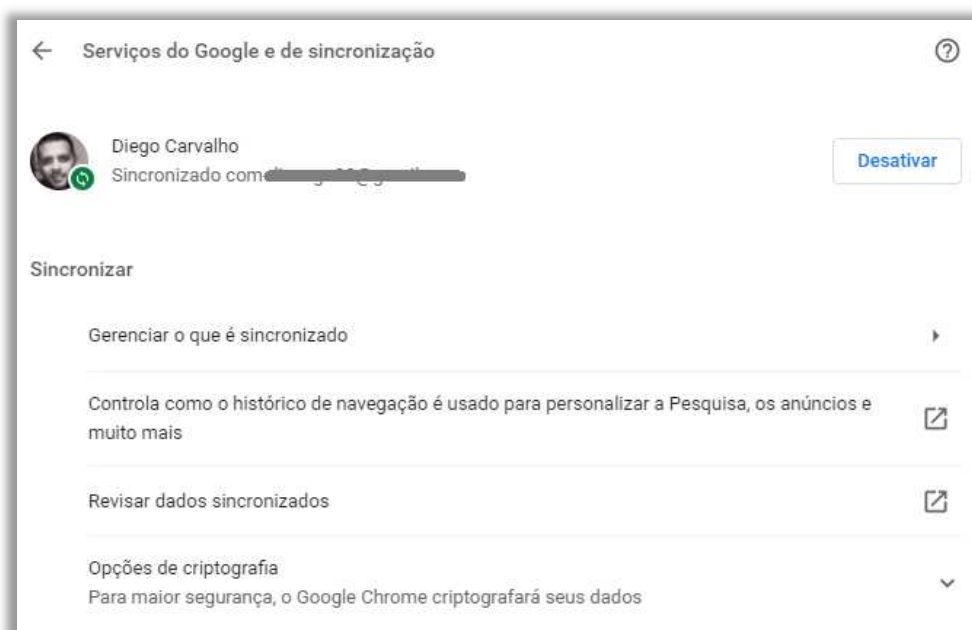 Serviços do Google e de sincronização
Diego Carvalho
Sincronizado com
Desativar
Sincronizar
Gerenciar o que é sincronizado
Controla como o histórico de navegação é usado para personalizar a Pesquisa, os anúncios e
muito mais
Revisar dados sincronizados
Opções de criptografia
Para maior segurança, o Google Chrome criptografará seus dados